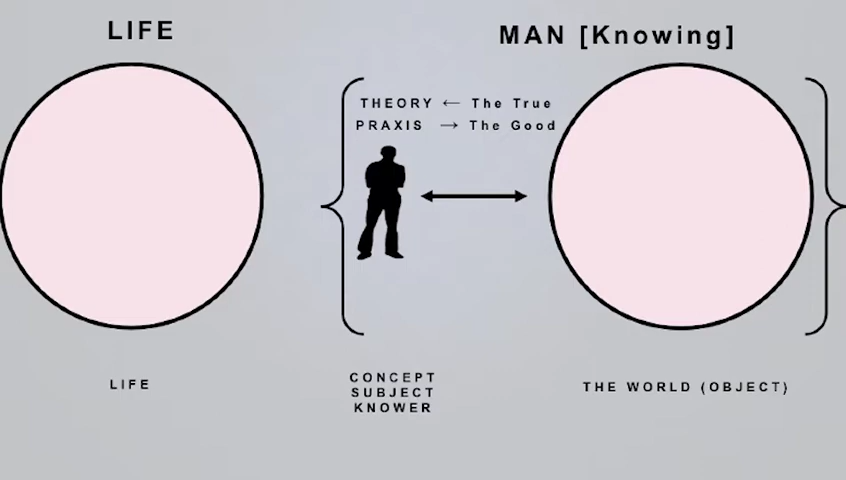 LIFE
MAN [Knowing]
THEORY ← The True
PRAXIS → The Good
LIFE
CONCEPT
SUBJECT
KNOWER
THE WORLD (OBJECT)